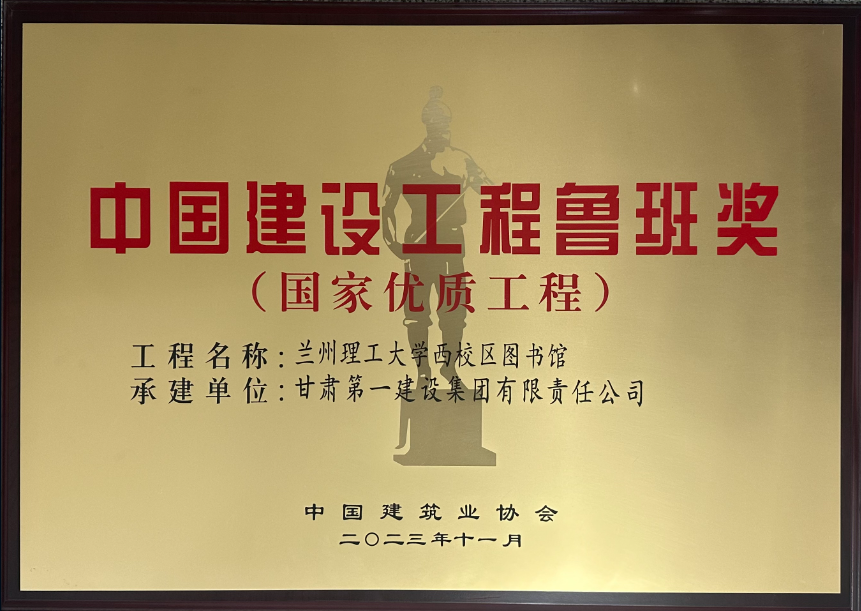 中国建设工程鲁班奖
（国家优质工程）
工程名称：兰州理工大学西校区图书馆
承建单位：甘肃第一建设集团有限责任公司
中国建筑业协会
二〇二三年十一月